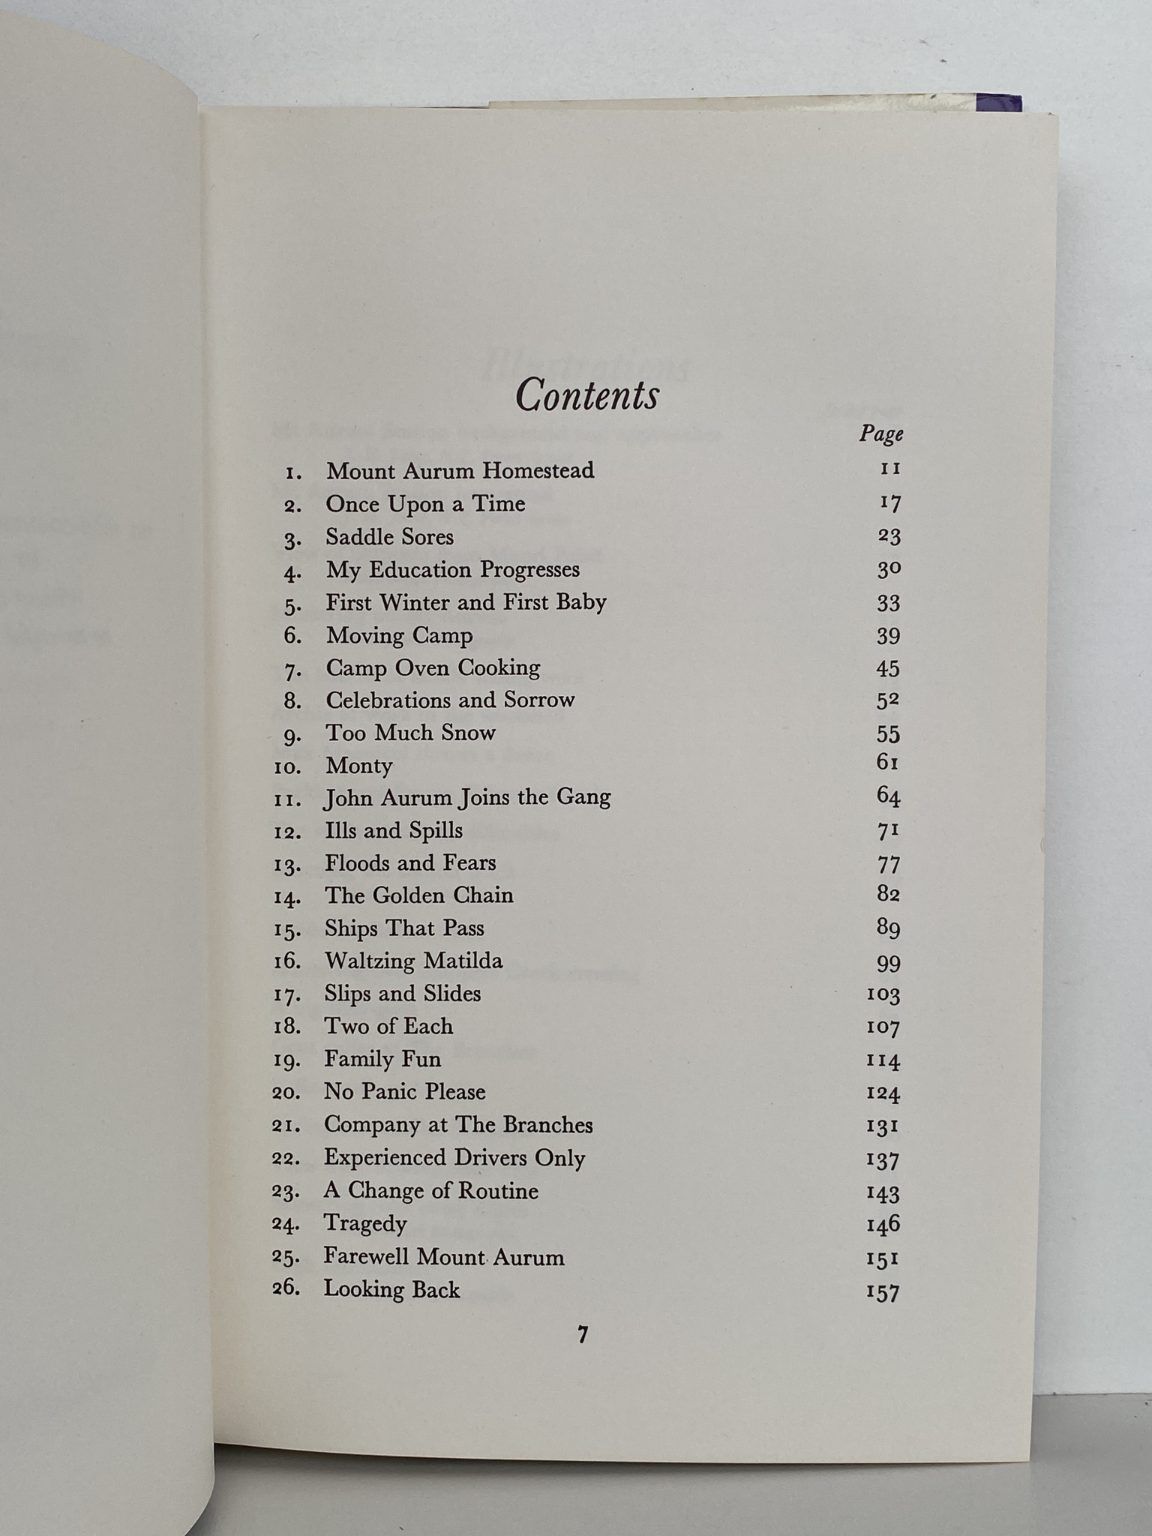 Contents
Page
1. Mount Aurum Homestead 11
2. Once Upon a Time 17
3. Saddle Sores 23
4. My Education Progresses 30
5. First Winter and First Baby 33
6. Moving Camp 39
7. Camp Oven Cooking 45
8. Celebrations and Sorrow 52
9. Too Much Snow 55
10. Monty 61
11. John Aurum Joins the Gang 64
12. Ills and Spills 71
13. Floods and Fears 77
14. The Golden Chain 82
15. Ships That Pass 89
16. Waltzing Matilda 99
17. Slips and Slides 103
18. Two of Each 107
19. Family Fun 114
20. No Panic Please 124
21. Company at The Branches 131
22. Experienced Drivers Only 137
23. A Change of Routine 143
24. Tragedy 146
25. Farewell Mount Aurum 151
26. Looking Back 157
7